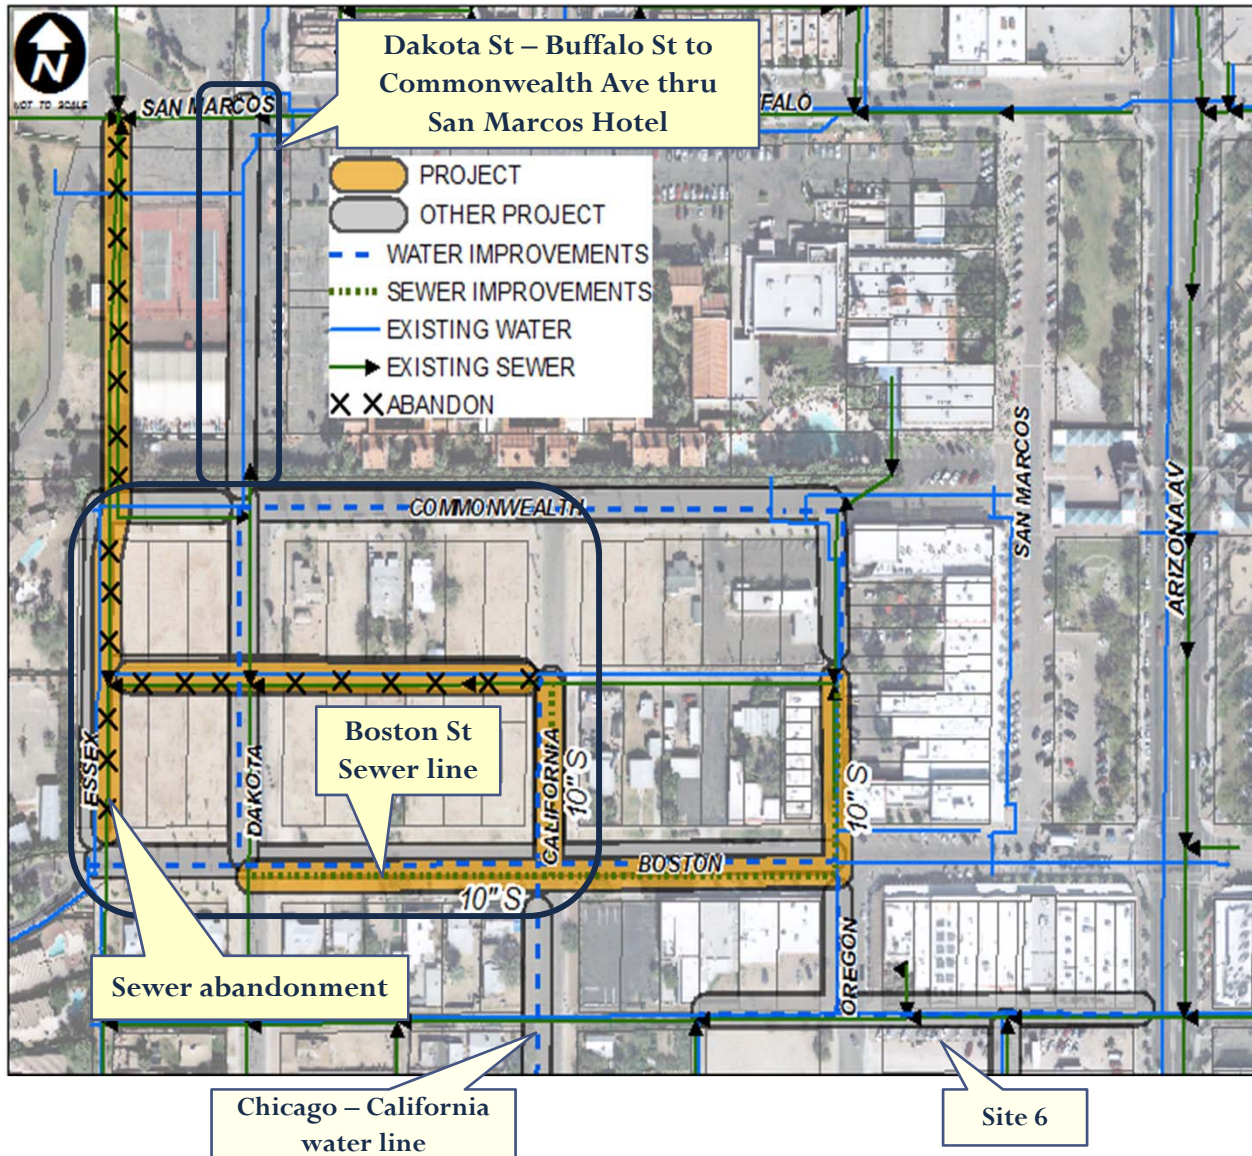 Dakota St – Buffalo St to
Commonwealth Ave thru
San Marcos Hotel
N
NOT TO SCALE
SAN MARCOS
FALO
PROJECT
OTHER PROJECT
WATER IMPROVEMENTS
SEWER IMPROVEMENTS
EXISTING WATER
EXISTING SEWER
X X ABANDON
SAN MARCOS
ARIZONA AV
COMMONWEALTH
ESSEX
DAKOTA
Boston St
Sewer line
CALIFORNIA
10" S
10" S
BOSTON
10" S
OREGON
Sewer abandonment
Chicago – California
water line
Site 6